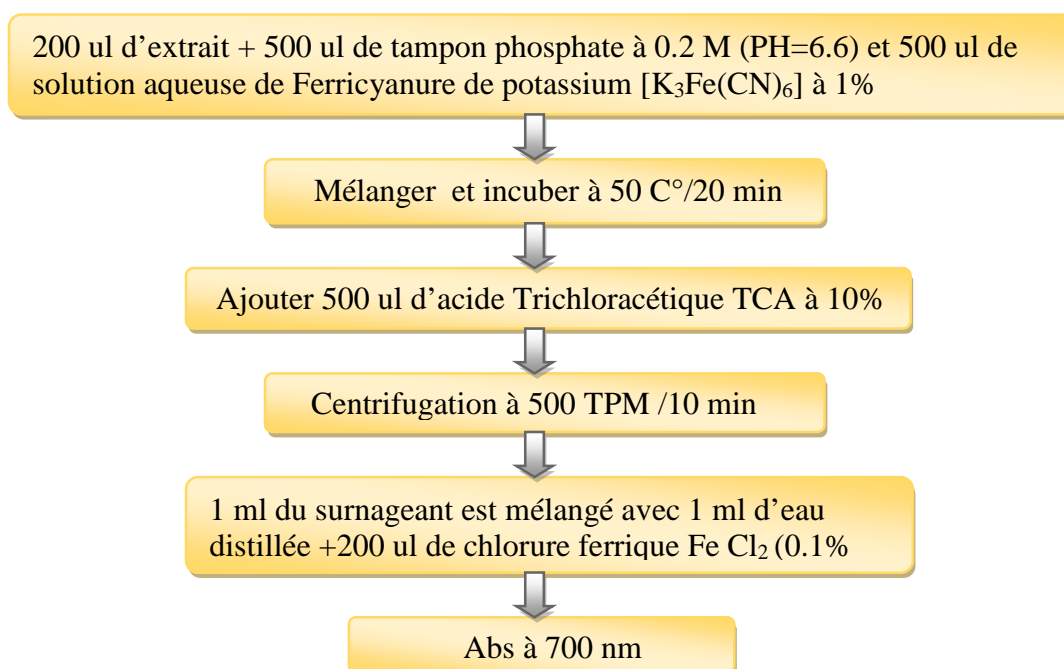 200 ul d’extrait + 500 ul de tampon phosphate à 0.2 M (PH=6.6) et 500 ul de
solution aqueuse de Ferricyanure de potassium [K₃Fe(CN)₆] à 1%
Mélanger et incuber à 50 C°/20 min
Ajouter 500 ul d’acide Trichloracétique TCA à 10%
Centrifugation à 500 TPM /10 min
1 ml du surnageant est mélangé avec 1 ml d’eau
distillée +200 ul de chlorure ferrique Fe Cl₂ (0.1%
Abs à 700 nm